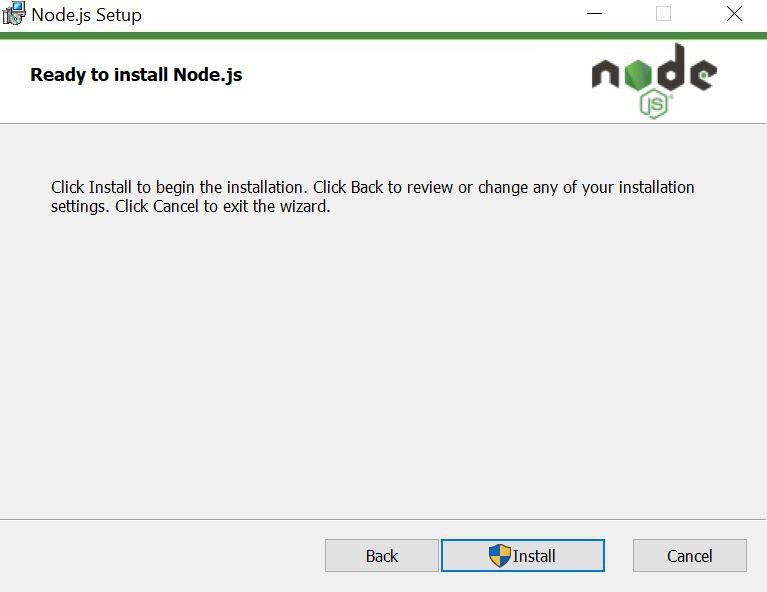 Node.js Setup
Ready to install Node.js
node
JS
Click Install to begin the installation. Click Back to review or change any of your installation
settings. Click Cancel to exit the wizard.
Back
Install
Cancel